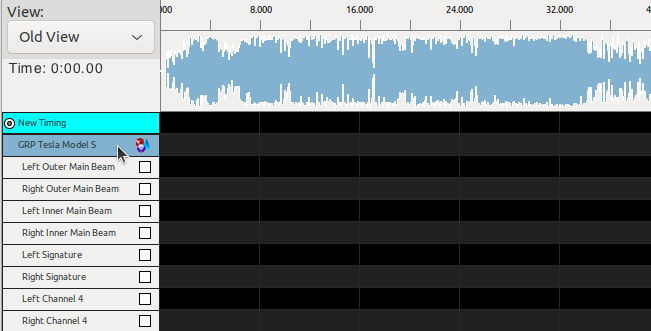 View:
Old View
Time: 0:00.00
000 8.000 16.000 24.000 32.000 4
New Timing
GRP Tesla Model S
Left Outer Main Beam
Right Outer Main Beam
Left Inner Main Beam
Right Inner Main Beam
Left Signature
Right Signature
Left Channel 4
Right Channel 4